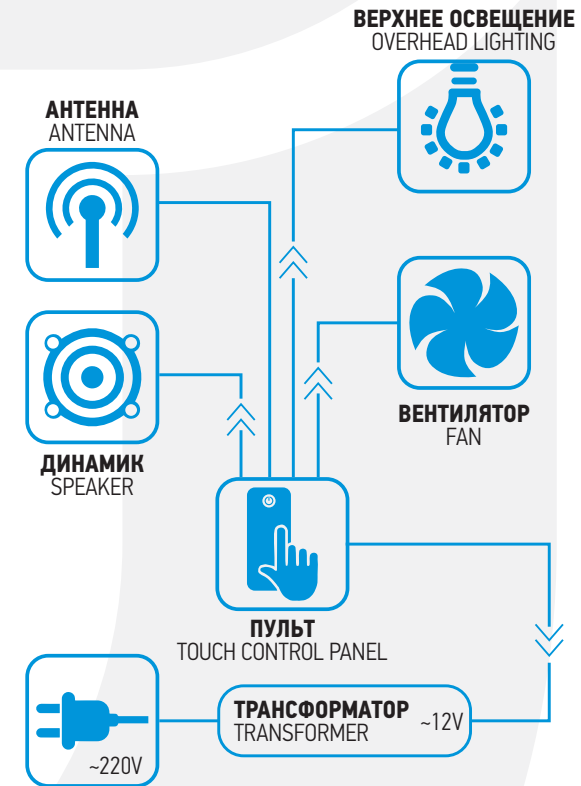 ВЕРХНЕЕ ОСВЕЩЕНИЕ
OVERHEAD LIGHTING
АНТЕННА
ANTENNA
ВЕНТИЛЯТОР
FAN
ДИНАМИК
SPEAKER
ПУЛЬТ
TOUCH CONTROL PANEL
ТРАНСФОРМАТОР ~12V
TRANSFORMER
~220V